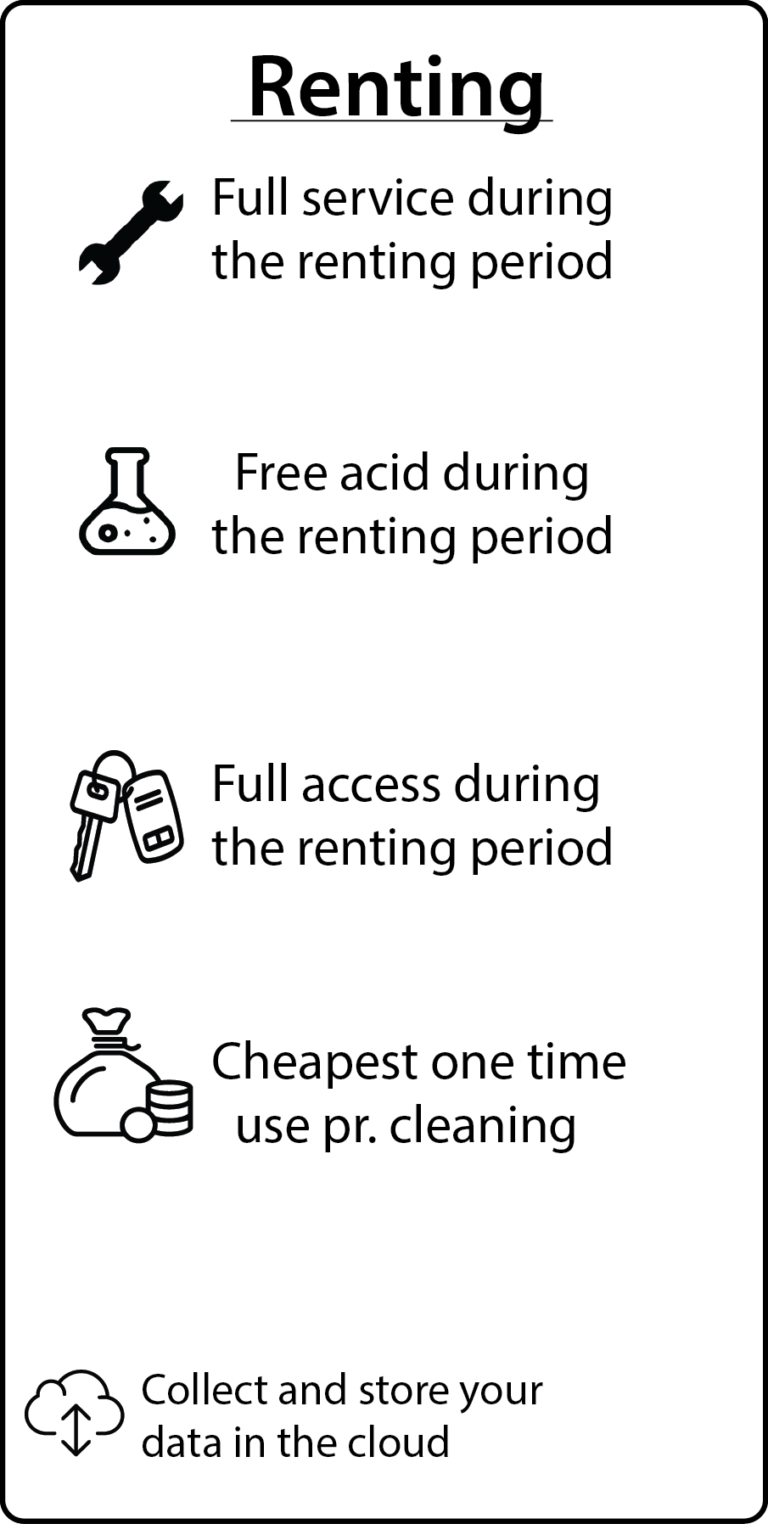 Renting
Full service during
the renting period
Free acid during
the renting period
Full access during
the renting period
Cheapest one time
use pr. cleaning
Collect and store your
data in the cloud